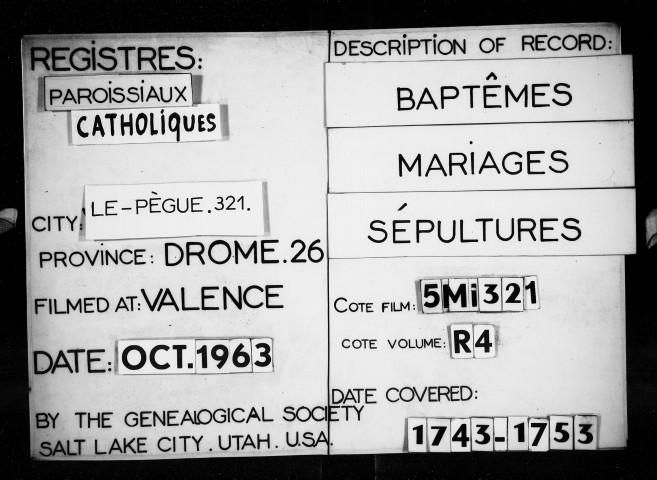 REGISTRES:
PAROISSIAUX
CATHOLIQUES
CITY: LE-PÈGUE.321.
PROVINCE: DROME.26
FILMED AT: VALENCE
DATE: OCT.1963
BY THE GENEALOGICAL SOCIETY
SALT LAKE CITY. UTAH. U.S.A.
DESCRIPTION OF RECORD:
BAPTÊMES
MARIAGES
SÉPULTURES
COTE FILM: 5Mi321
COTE VOLUME: R4
DATE COVERED:
1743-1753